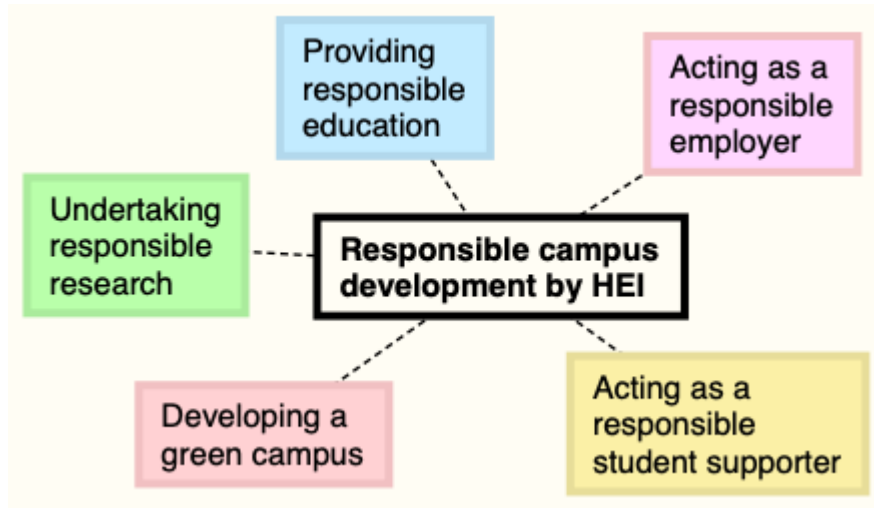 Providing
responsible
education
Acting as a
responsible
employer
Undertaking
responsible
research
Responsible campus
development by HEI
Developing a
green campus
Acting as a
responsible
student supporter